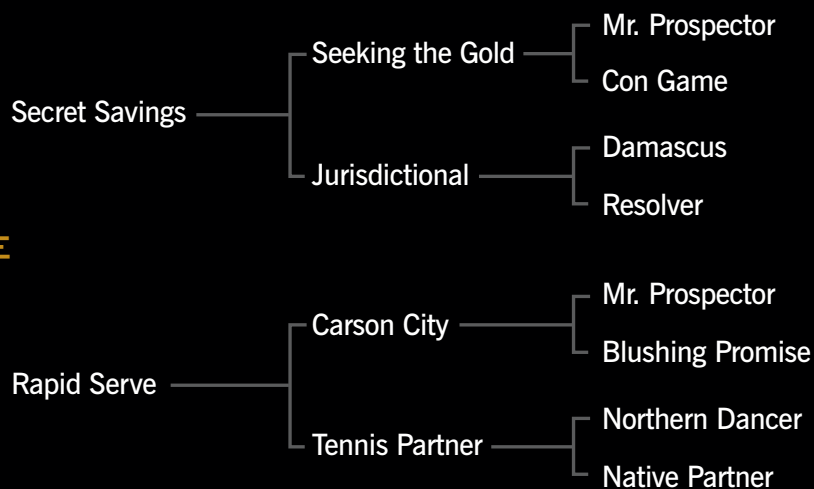 Mr. Prospector
Seeking the Gold
Con Game
Secret Savings
Damascus
Jurisdictional
Resolver
E
Mr. Prospector
Carson City
Blushing Promise
Rapid Serve
Northern Dancer
Tennis Partner
Native Partner